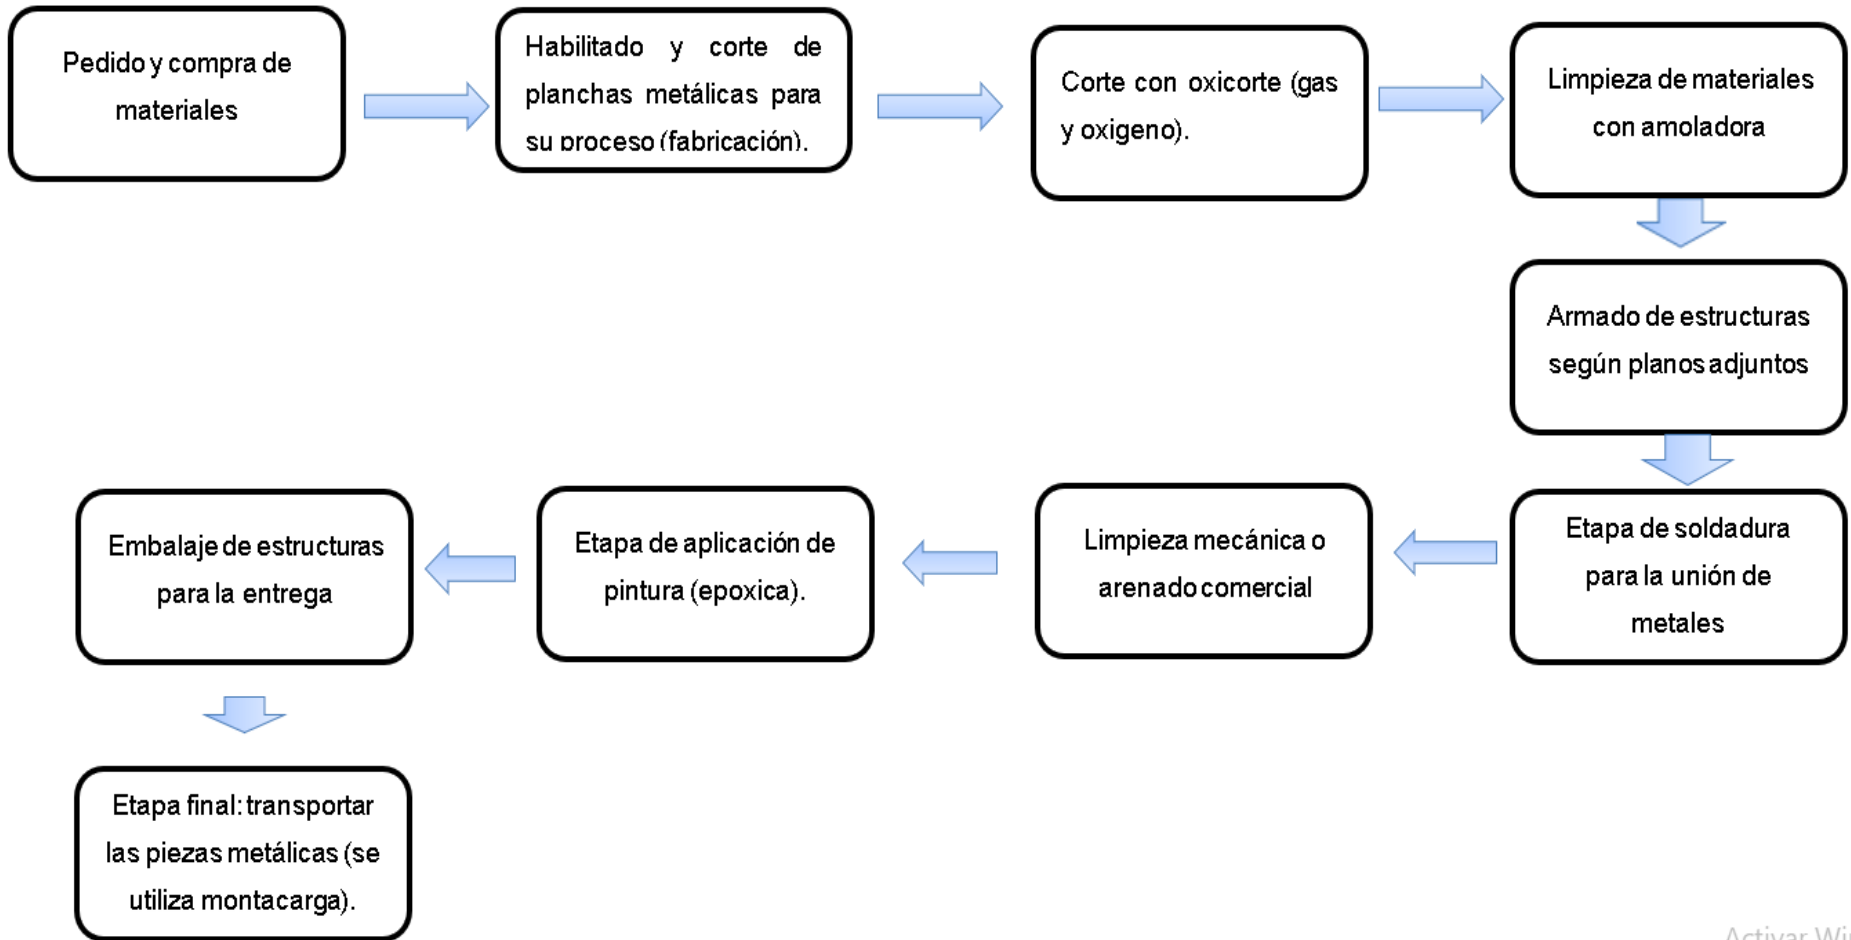 Pedido y compra de
materiales
Habilitado y corte de
planchas metálicas para
su proceso (fabricación).
Corte con oxicorte (gas
y oxigeno).
Limpieza de materiales
con amoladora
Armado de estructuras
según planos adjuntos
Etapa de soldadura
para la unión de
metales
Limpieza mecánica o
arenado comercial
Etapa de aplicación de
pintura (epoxica).
Embalaje de estructuras
para la entrega
Etapa final: transportar
las piezas metálicas (se
utiliza montacarga).
Activar Win